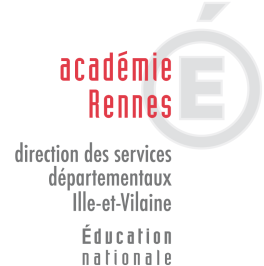 académie
Rennes
É
direction des services
départementaux
Ille-et-Vilaine
Éducation
nationale